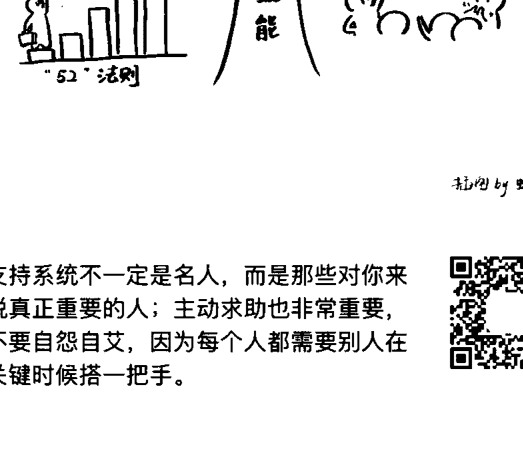 能
"52"法则
by
支持系统不一定是名人，而是那些对你来
说真正重要的人；主动求助也非常重要，
不要自怨自艾，因为每个人都需要别人在
关键时候搭一把手。